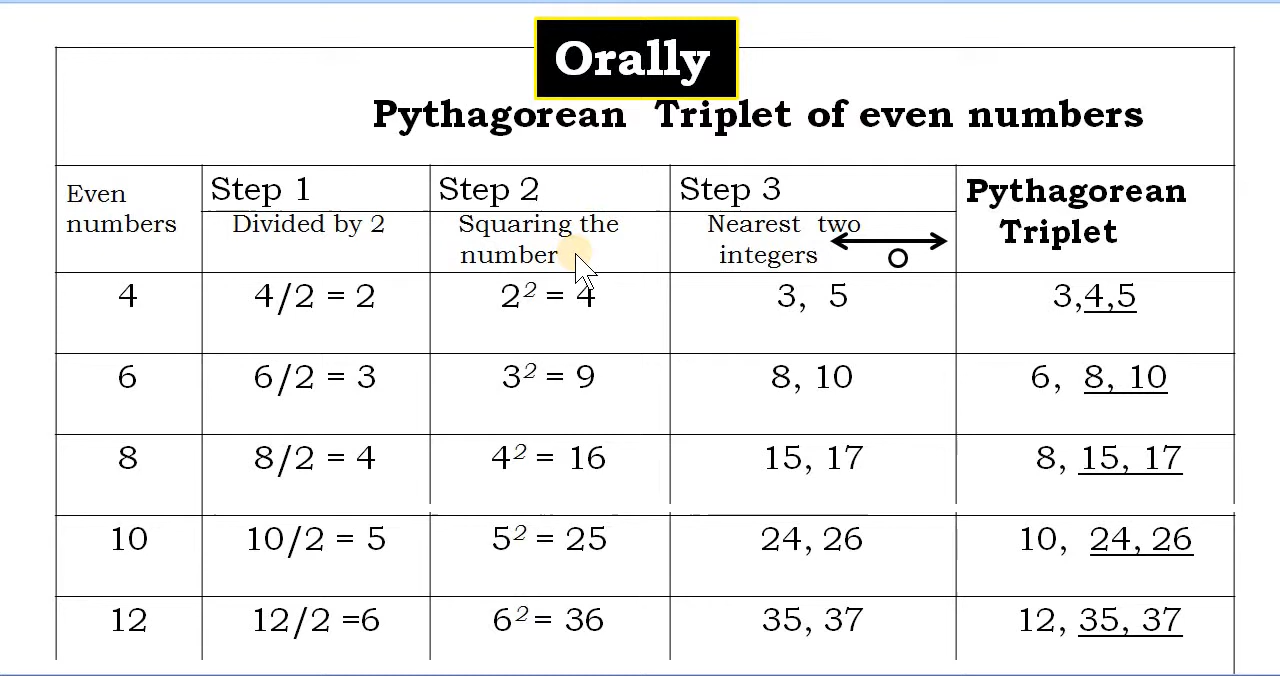 Orally
Pythagorean Triplet of even numbers
Even numbers
Step 1
Step 2
Step 3
Pythagorean
Triplet
Divided by 2
Squaring the
number
Nearest two
integers
O
4 4/2 = 2 2² = 4 3, 5 3,4,5
6 6/2 = 3 3² = 9 8, 10 6, 8, 10
8 8/2 = 4 4² = 16 15, 17 8, 15, 17
10 10/2 = 5 5² = 25 24, 26 10, 24, 26
12 12/2 =6 6² = 36 35, 37 12, 35, 37